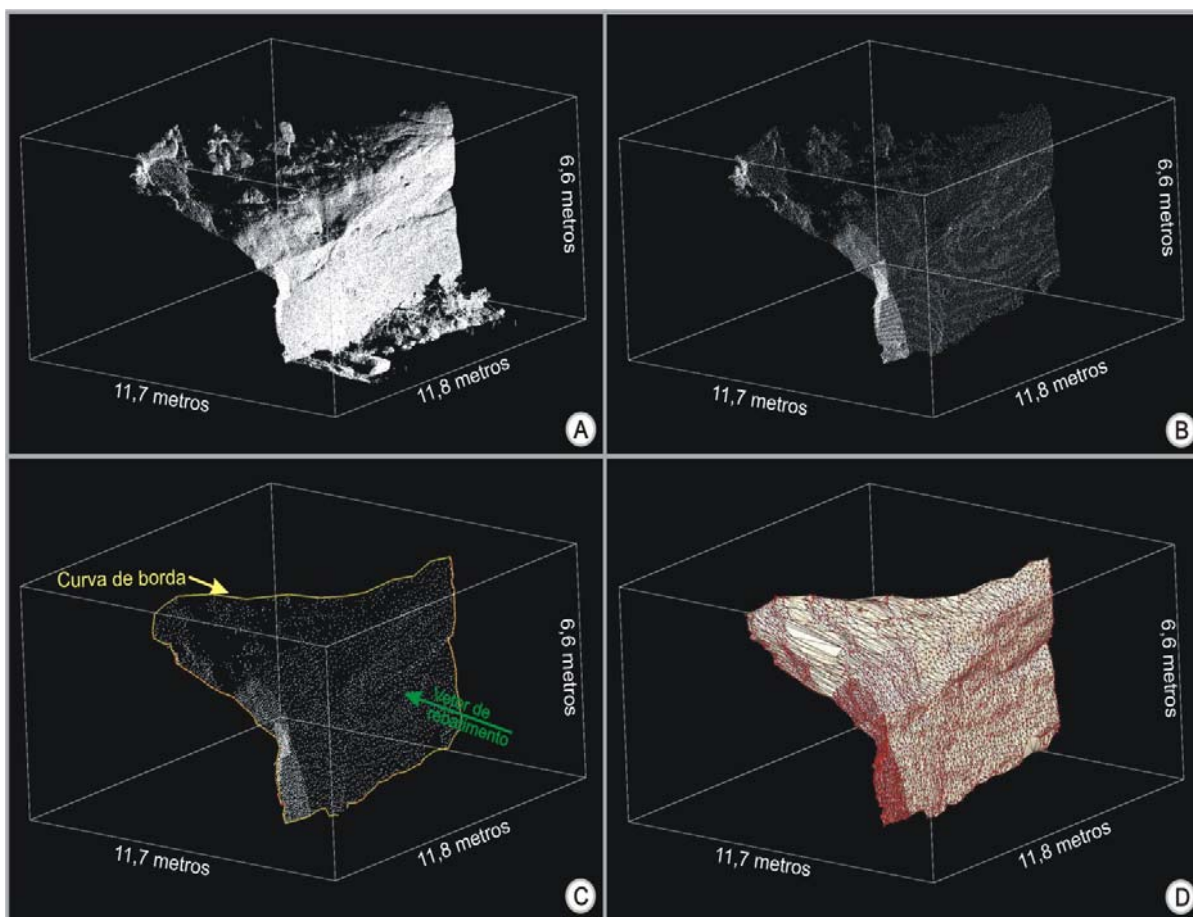 6,6 metros
11,7 metros
11,8 metros
A
6,6 metros
11,7 metros
11,8 metros
B
Curva de borda
6,6 metros
Vetor de
rebatimento
11,7 metros
11,8 metros
C
6,6 metros
11,7 metros
11,8 metros
D